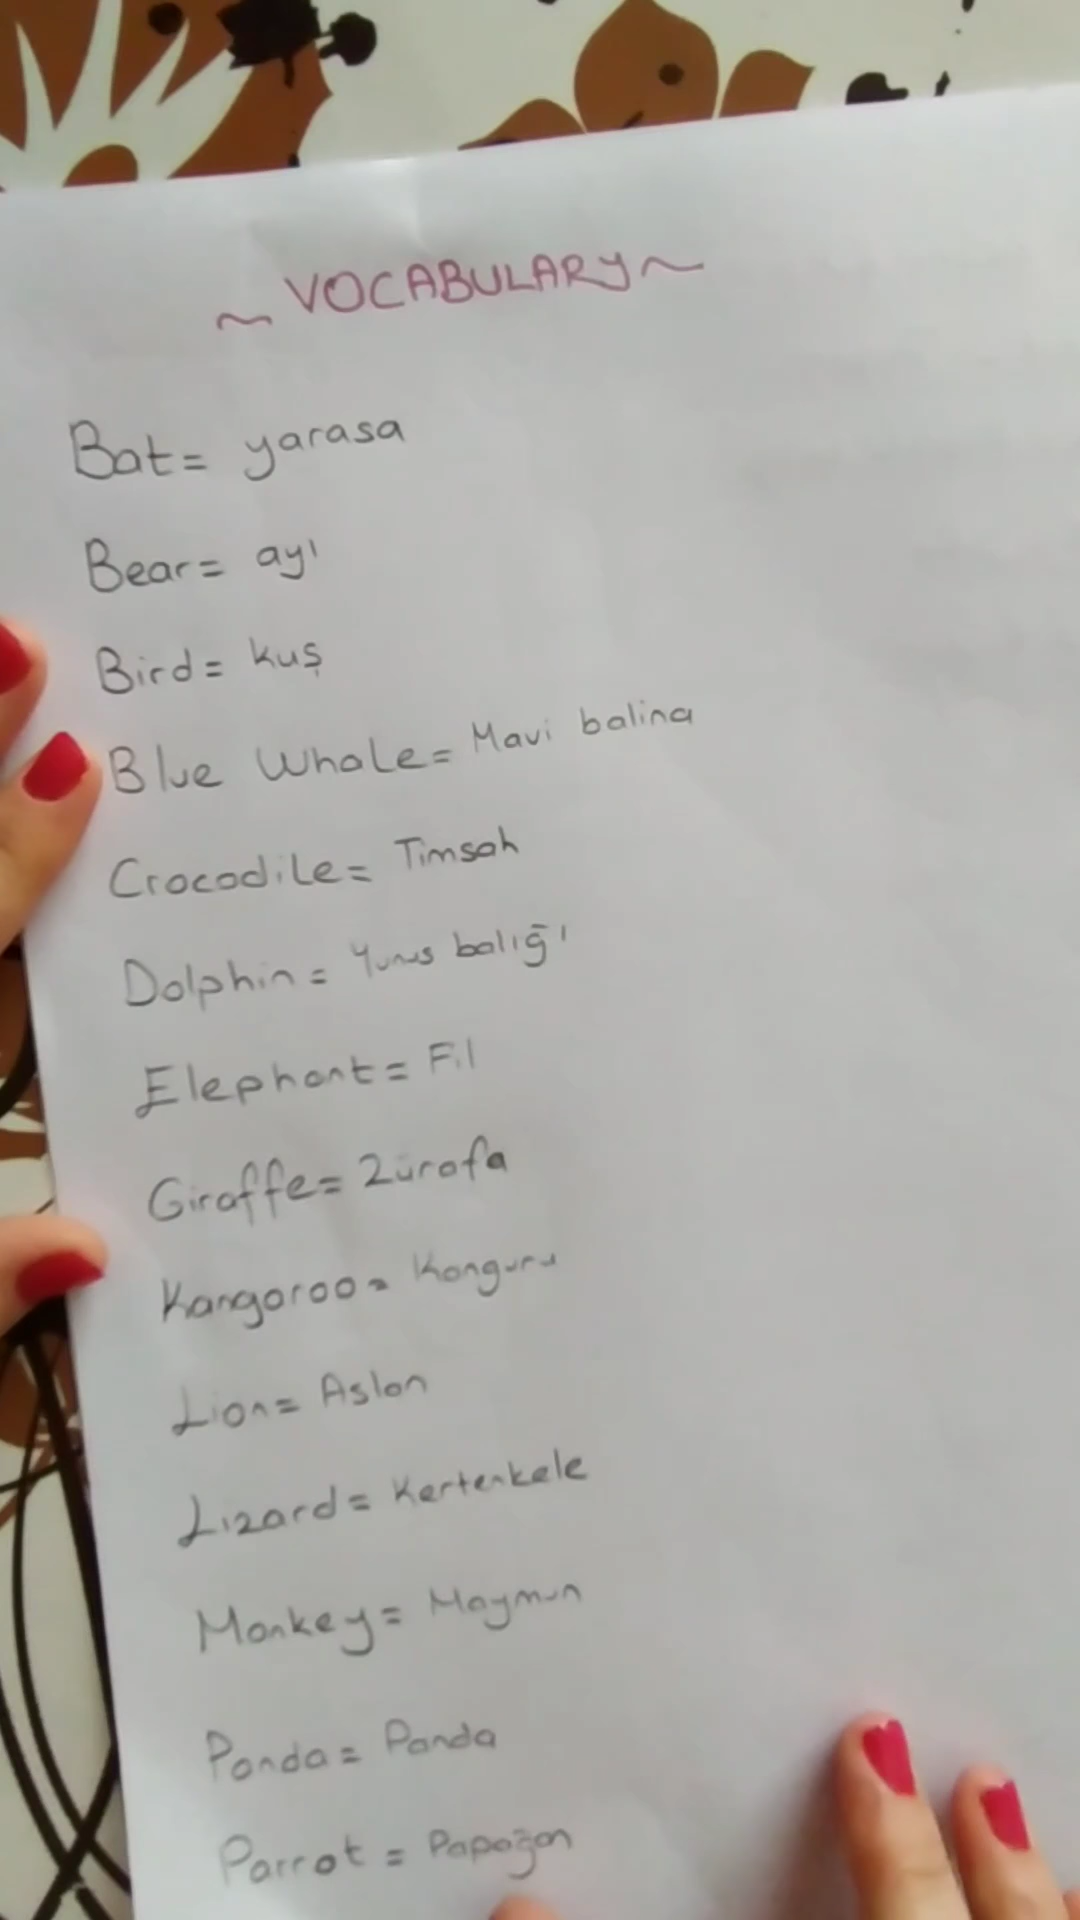 ~ VOCABULARY ~
Bat = yarasa
Bear = ayı
Bird = kuş
Blue Whale = Mavi balina
Crocodile = Timsah
Dolphin = Yunus balığı
Elephant = Fil
Giraffe = Zürafa
Kangaroo = Kanguru
Lion = Aslan
Lizard = Kertenkele
Monkey = Maymun
Panda = Panda
Parrot = Papağan